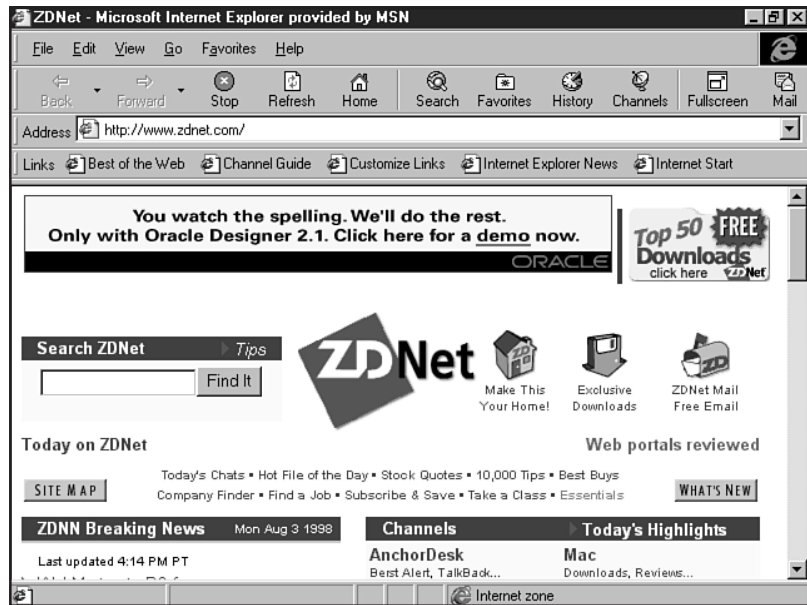 ZDNet - Microsoft Internet Explorer provided by MSN
File Edit View Go Favorites Help
Back Forward Stop Refresh Home Search Favorites History Channels Fullscreen Mail
Address http://www.zdnet.com/
Links Best of the Web Channel Guide Customize Links Internet Explorer News Internet Start
You watch the spelling. We'll do the rest.
Only with Oracle Designer 2.1. Click here for a demo now.
ORACLE
Top 50 FREE
Downloads
click here ZDNet
Search ZDNet Tips
Find It
ZDNet
Make This
Your Home!
Exclusive
Downloads
ZDNet Mail
Free Email
Today on ZDNet
Web portals reviewed
SITE MAP
Today's Chats ▪ Hot File of the Day ▪ Stock Quotes ▪ 10,000 Tips ▪ Best Buys
Company Finder ▪ Find a Job ▪ Subscribe & Save ▪ Take a Class ▪ Essentials
WHAT'S NEW
ZDNN Breaking News Mon Aug 3 1998
Channels
Today's Highlights
Last updated 4:14 PM PT
AnchorDesk
Berst Alert, TalkBack...
Mac
Downloads, Reviews...
Internet zone